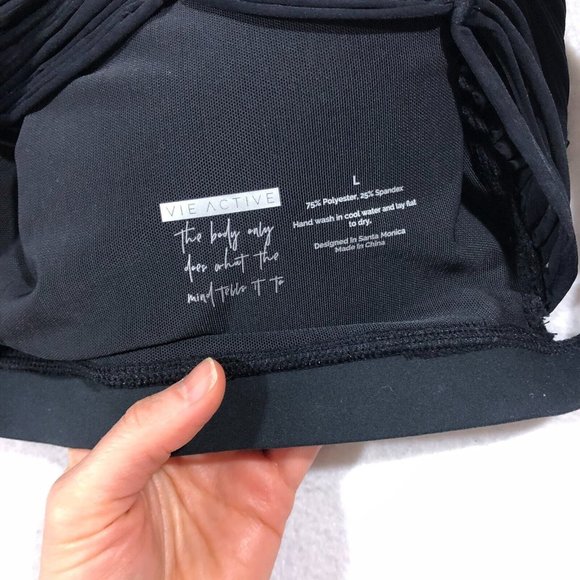 VIE ACTIVE
the body only
does what the
mind tells it to
L
75% Polyester, 25% Spandex
Hand wash in cool water and lay flat
to dry.
Designed in Santa Monica
Made in China